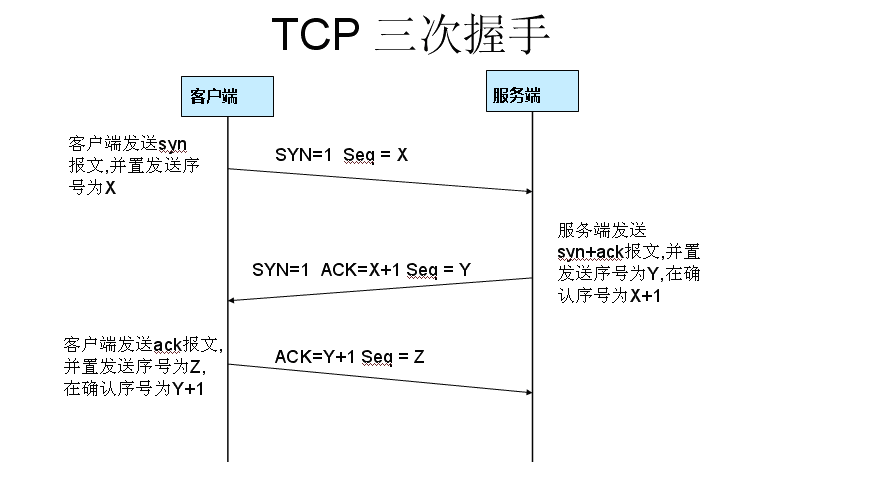 TCP 三次握手
客户端
服务端
客户端发送syn
报文,并置发送序
号为X
SYN=1 Seq = X
服务端发送
syn+ack报文,并置
发送序号为Y,在确
认序号为X+1
SYN=1 ACK=X+1 Seq = Y
客户端发送ack报文,
并置发送序号为Z,
在确认序号为Y+1
ACK=Y+1 Seq = Z